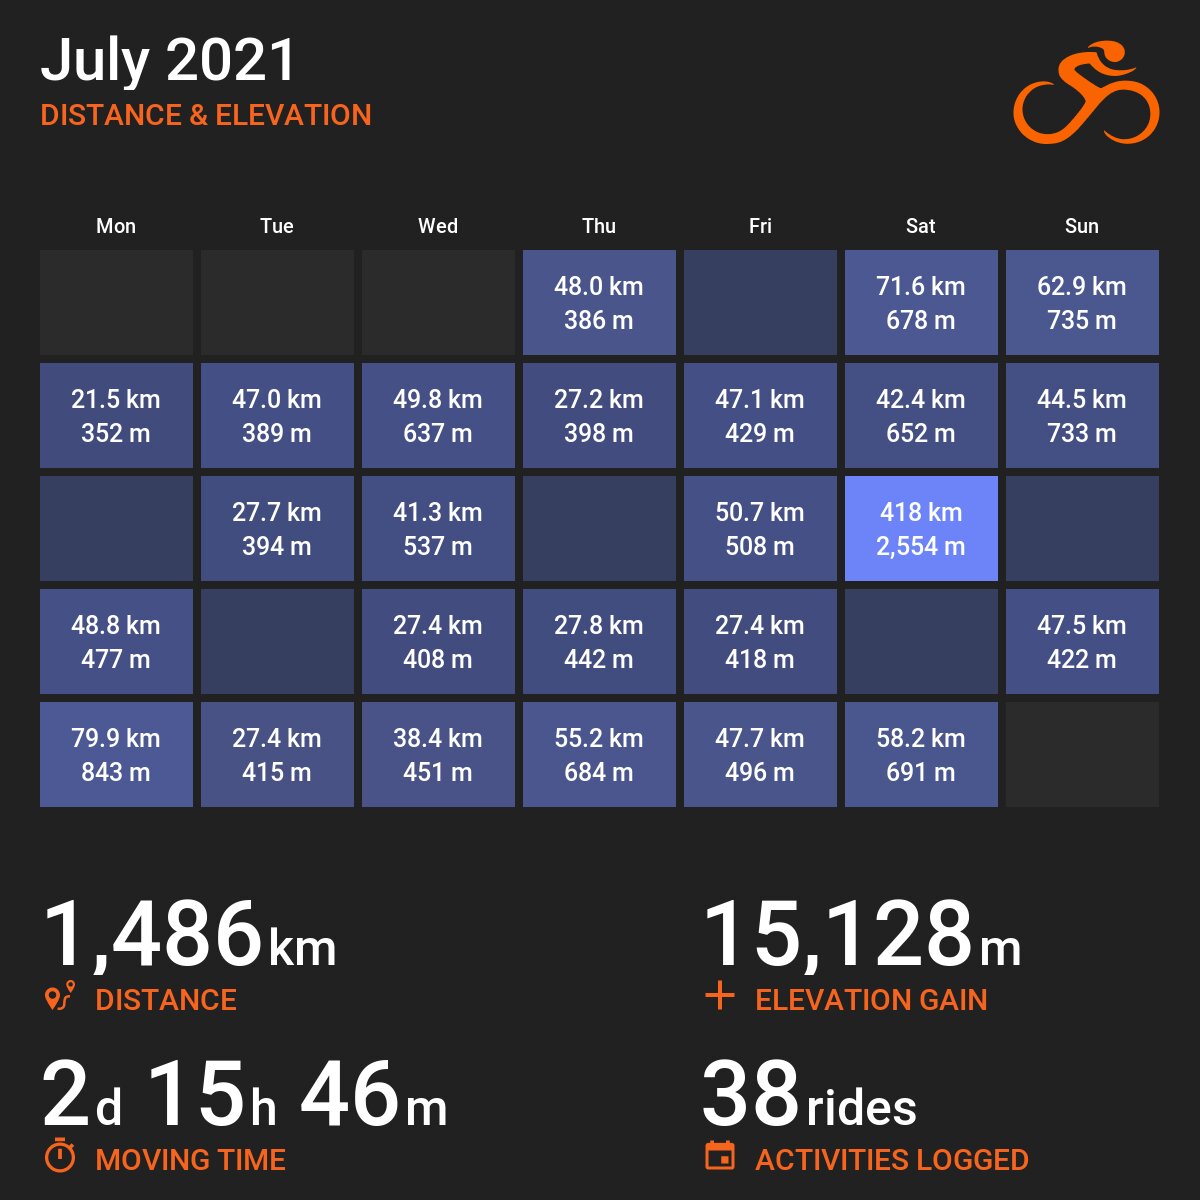 July 2021
DISTANCE & ELEVATION
Mon Tue Wed Thu Fri Sat Sun
48.0 km 71.6 km 62.9 km
386 m 678 m 735 m
21.5 km 47.0 km 49.8 km 27.2 km 47.1 km 42.4 km 44.5 km
352 m 389 m 637 m 398 m 429 m 652 m 733 m
27.7 km 41.3 km 50.7 km 418 km
394 m 537 m 508 m 2,554 m
48.8 km 27.4 km 27.8 km 27.4 km 47.5 km
477 m 408 m 442 m 418 m 422 m
79.9 km 27.4 km 38.4 km 55.2 km 47.7 km 58.2 km
843 m 415 m 451 m 684 m 496 m 691 m
1,486 km 15,128 m
DISTANCE ELEVATION GAIN
2d 15h 46m 38 rides
MOVING TIME ACTIVITIES LOGGED